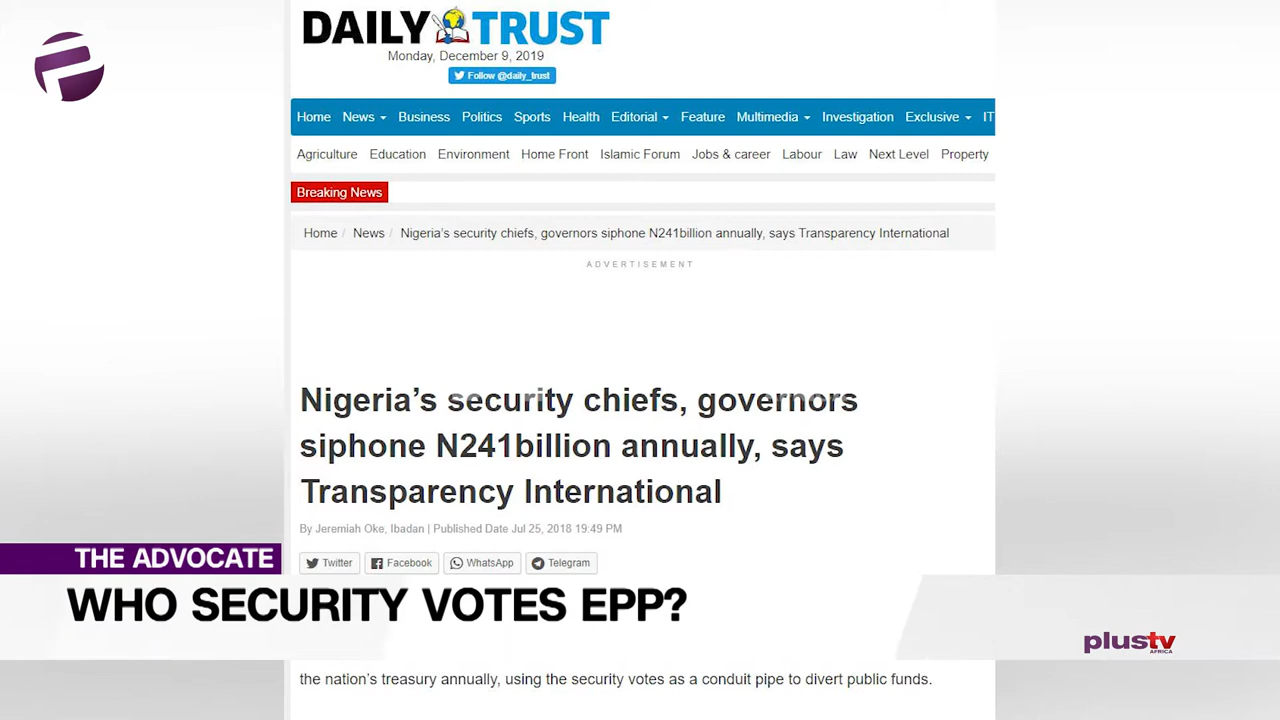 DAILY TRUST
Monday, December 9, 2019
Follow @daily_trust
Home News Business Politics Sports Health Editorial Feature Multimedia Investigation Exclusive IT
Agriculture Education Environment Home Front Islamic Forum Jobs & career Labour Law Next Level Property
Breaking News
Home / News / Nigeria’s security chiefs, governors siphone N241billion annually, says Transparency International
ADVERTISEMENT
Nigeria’s security chiefs, governors
siphone N241billion annually, says
Transparency International
By Jeremiah Oke, Ibadan | Published Date Jul 25, 2018 19:49 PM
Twitter Facebook WhatsApp Telegram
THE ADVOCATE
WHO SECURITY VOTES EPP?
plustv
AFRICA
the nation’s treasury annually, using the security votes as a conduit pipe to divert public funds.